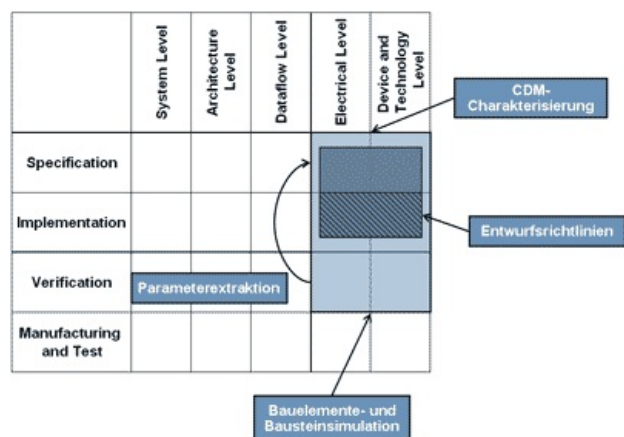 System Level
Architecture
Level
Dataflow Level
Electrical Level
Device and
Technology
Level
CDM-
Charakterisierung
Specification
Implementation
Entwurfsrichtlinien
Verification
Parameterextraktion
Manufacturing
and Test
Bauelemente- und
Bausteinsimulation